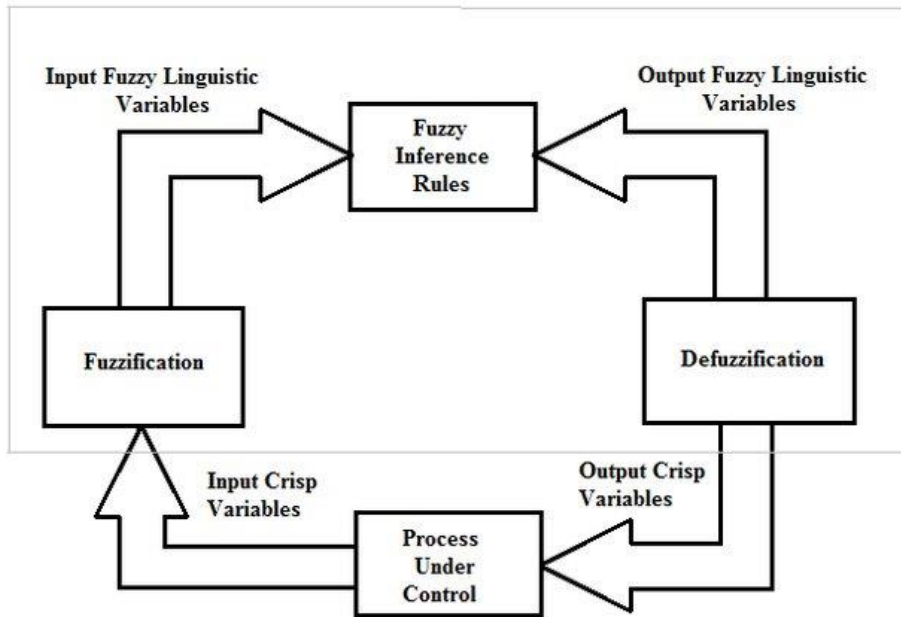 Input Fuzzy Linguistic
Variables
Output Fuzzy Linguistic
Variables
Fuzzy
Inference
Rules
Fuzzification
Defuzzification
Input Crisp
Variables
Output Crisp
Variables
Process
Under
Control